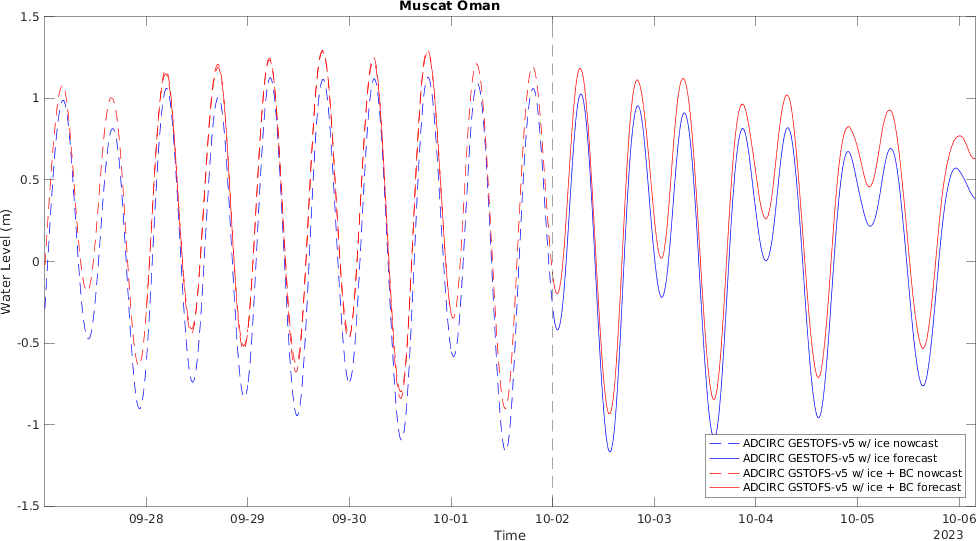 Muscat Oman
1.5
1
0.5
0
-0.5
-1
-1.5
Water Level (m)
ADCIRC GESTOFS-v5 w/ ice nowcast
ADCIRC GESTOFS-v5 w/ ice forecast
ADCIRC GSTOFS-v5 w/ ice + BC nowcast
ADCIRC GSTOFS-v5 w/ ice + BC forecast
09-28 09-29 09-30 10-01 10-02 10-03 10-04 10-05 10-06
Time 2023